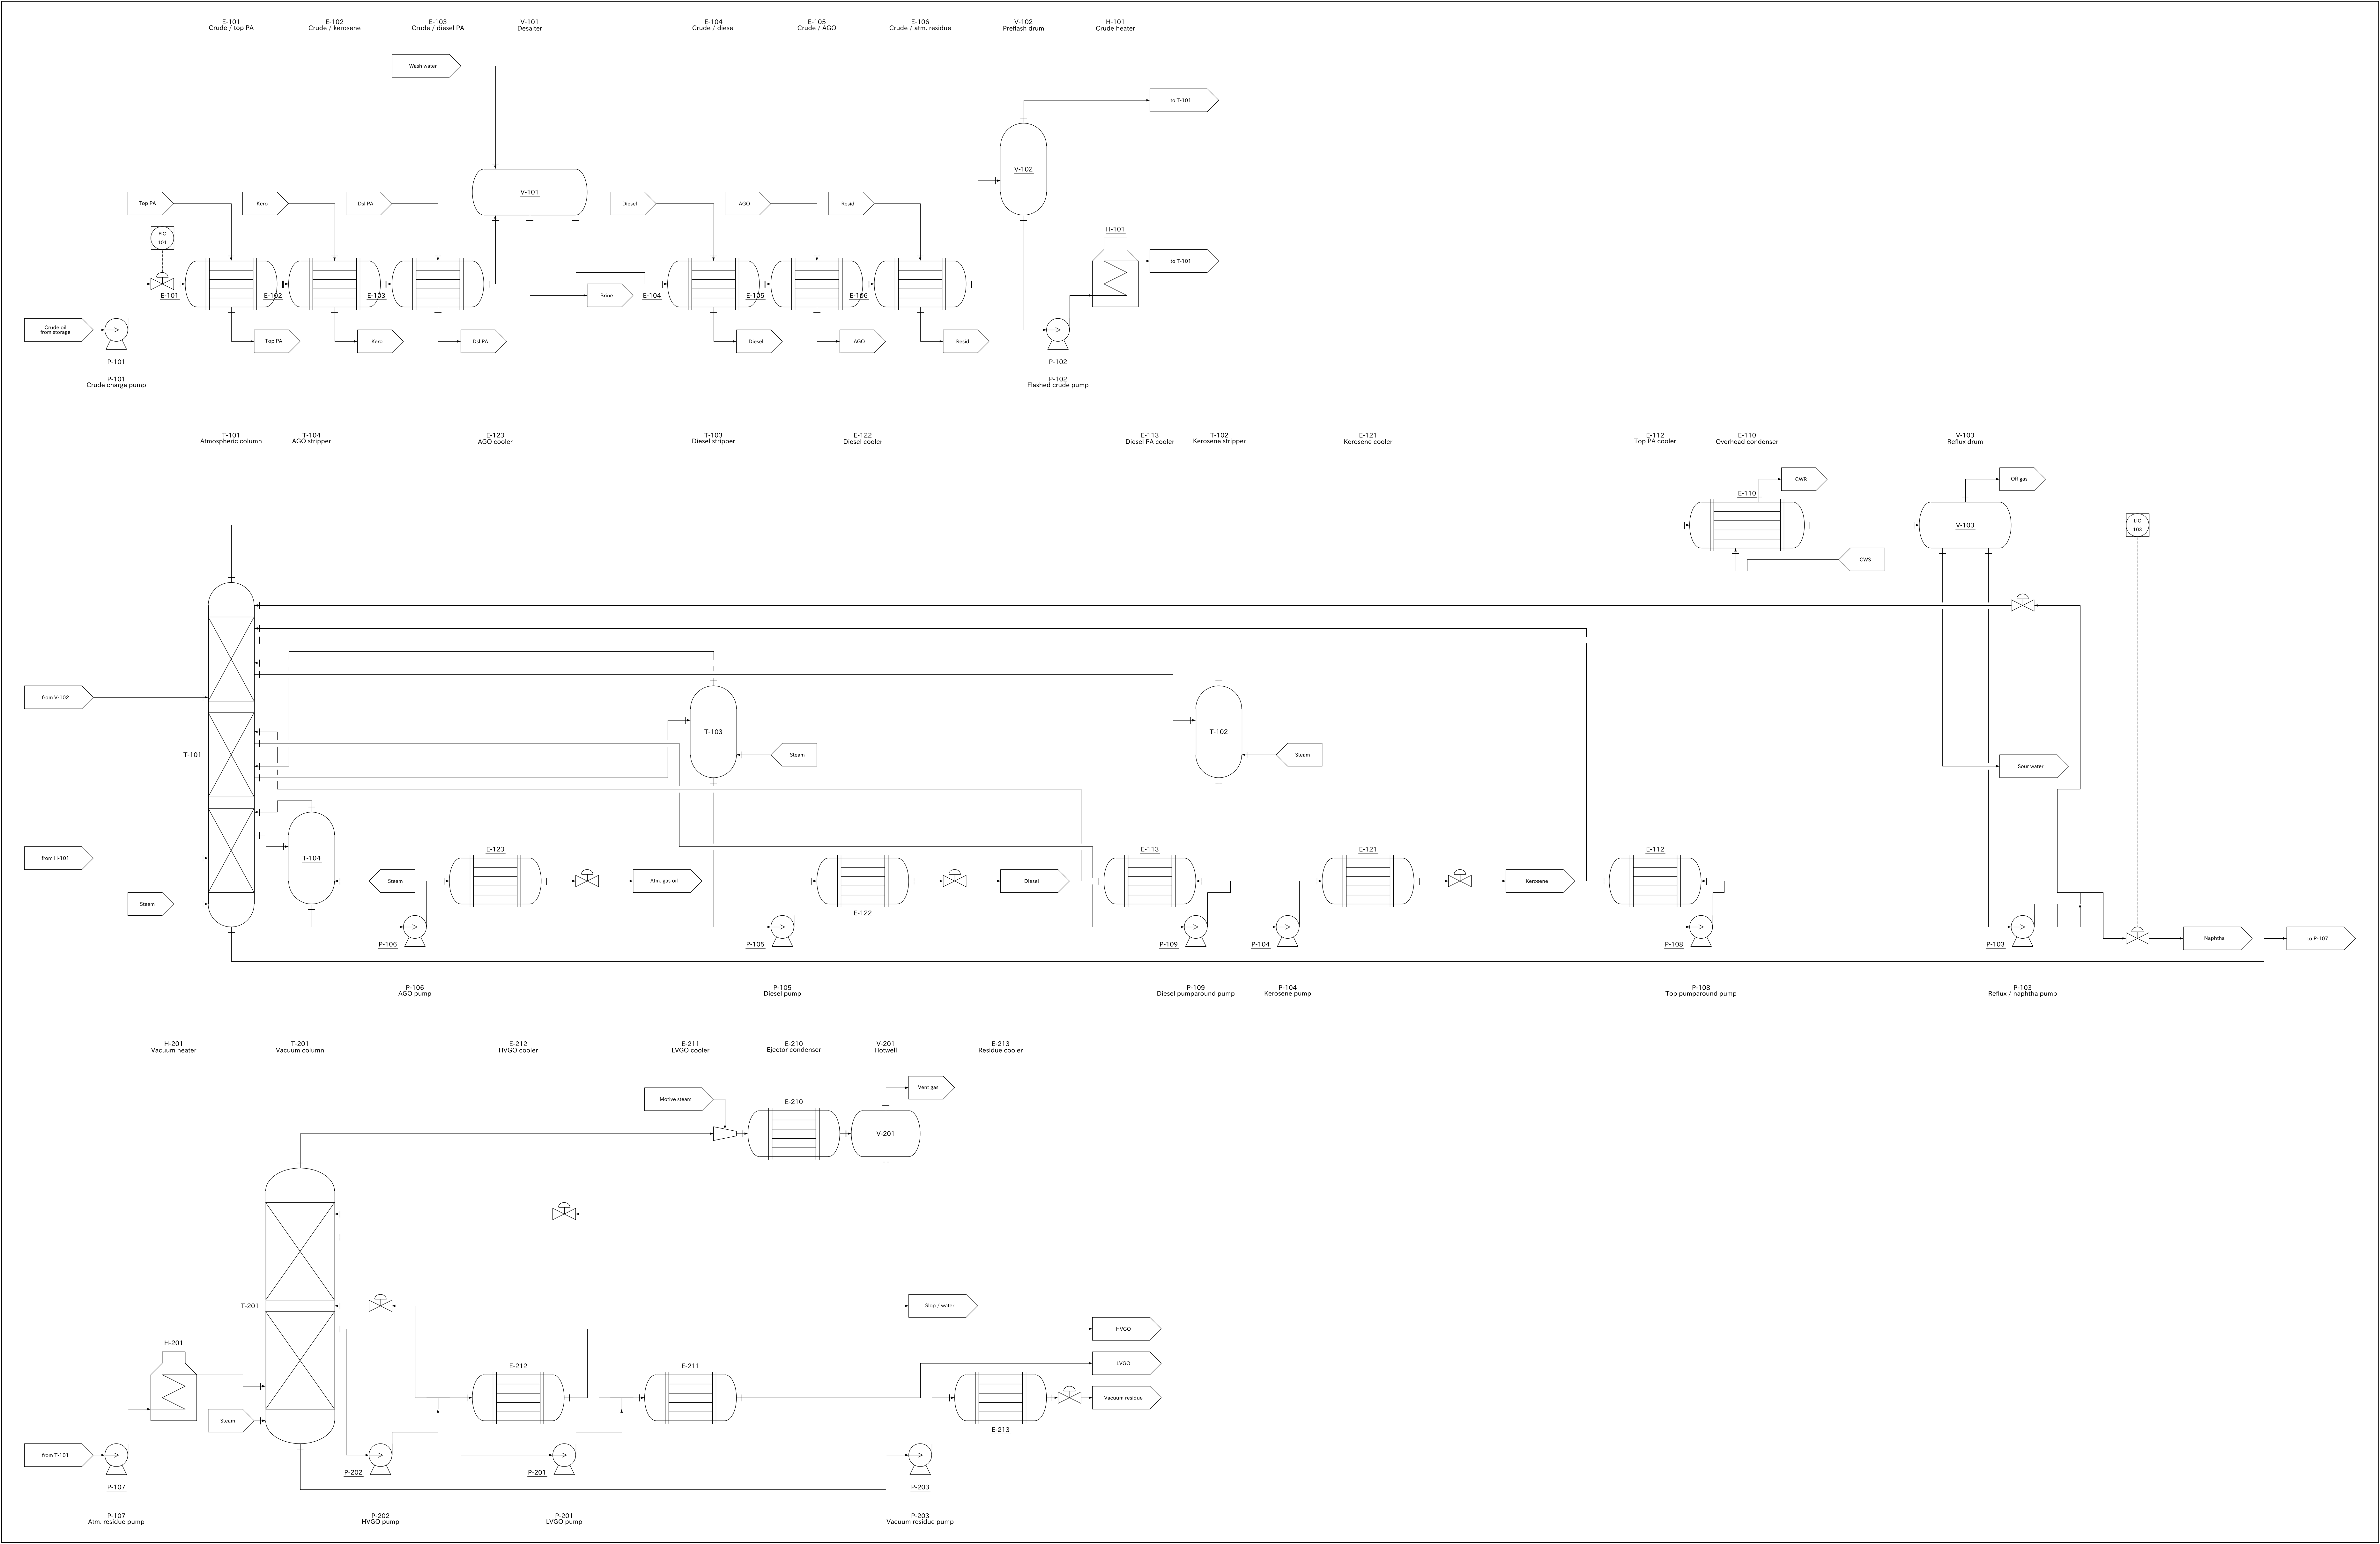 E-101
Crude / top PA
E-102
Crude / kerosene
E-103
Crude / diesel PA
V-101
Desalter
E-104
Crude / diesel
E-105
Crude / AGO
E-106
Crude / atm. residue
V-102
Preflash drum
H-101
Crude heater
Wash water
to T-101
V-102
V-101
Top PA
Kero
Dsl PA
Diesel
AGO
Resid
FIC
101
H-101
to T-101
E-101
E-102
E-103
Brine
E-104
E-105
E-106
Crude oil
from storage
Top PA
Kero
Dsl PA
Diesel
AGO
Resid
P-101
P-102
P-101
Crude charge pump
P-102
Flashed crude pump
T-101
Atmospheric column
T-104
AGO stripper
E-123
AGO cooler
T-103
Diesel stripper
E-122
Diesel cooler
E-113
Diesel PA cooler
T-102
Kerosene stripper
E-121
Kerosene cooler
E-112
Top PA cooler
E-110
Overhead condenser
V-103
Reflux drum
CWR
Off gas
E-110
V-103
LIC
103
CWS
from V-102
T-103
T-102
T-101
Steam
Steam
Sour water
from H-101
T-104
E-123
E-113
E-121
E-112
Steam
Atm. gas oil
Diesel
Kerosene
Steam
E-122
P-106
P-105
P-109
P-104
P-108
P-103
Naphtha
to P-107
P-106
AGO pump
P-105
Diesel pump
P-109
Diesel pumparound pump
P-104
Kerosene pump
P-108
Top pumparound pump
P-103
Reflux / naphtha pump
H-201
Vacuum heater
T-201
Vacuum column
E-212
HVGO cooler
E-211
LVGO cooler
E-210
Ejector condenser
V-201
Hotwell
E-213
Residue cooler
Vent gas
Motive steam
E-210
V-201
T-201
Slop / water
HVGO
H-201
LVGO
E-212
E-211
Vacuum residue
Steam
E-213
from T-101
P-202
P-201
P-107
P-203
P-107
Atm. residue pump
P-202
HVGO pump
P-201
LVGO pump
P-203
Vacuum residue pump